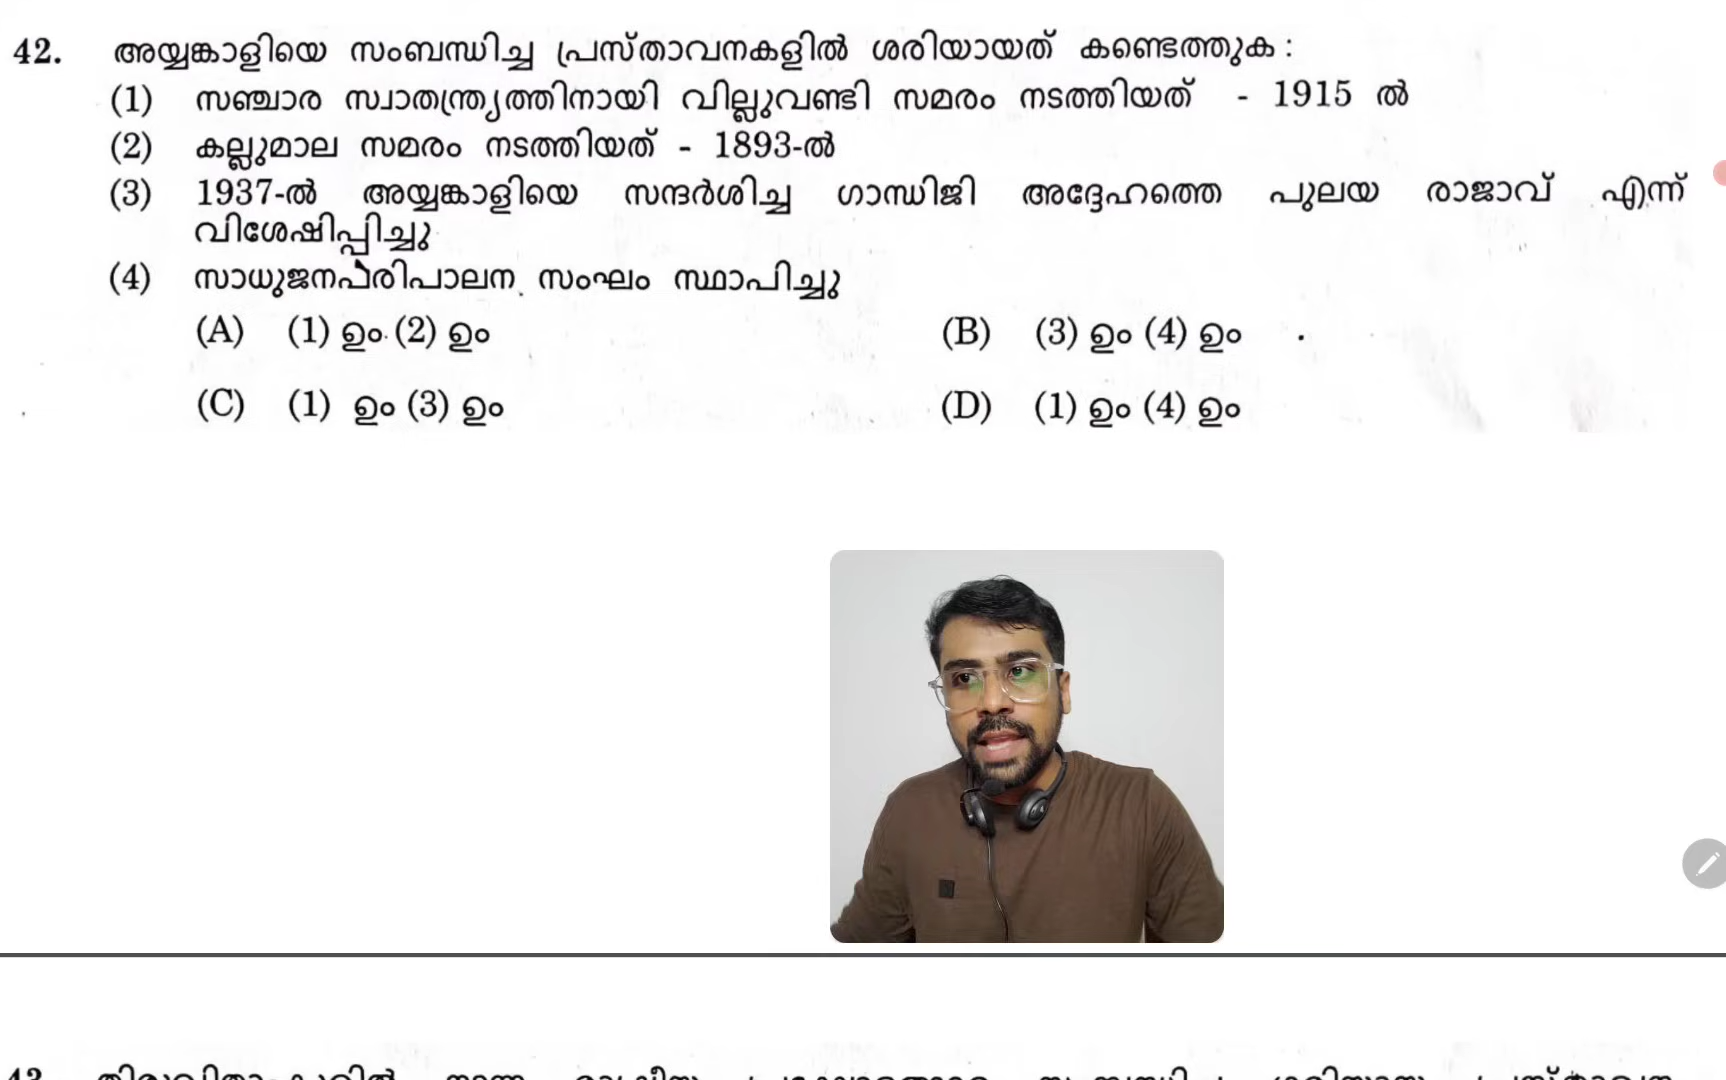 42. അയ്യങ്കാളിയെ സംബന്ധിച്ച പ്രസ്താവനകളിൽ ശരിയായത് കണ്ടെത്തുക :
(1) സഞ്ചാര സ്വാതന്ത്ര്യത്തിനായി വില്ലുവണ്ടി സമരം നടത്തിയത് - 1915 ൽ
(2) കല്ലുമാല സമരം നടത്തിയത് - 1893-ൽ
(3) 1937-ൽ അയ്യങ്കാളിയെ സന്ദർശിച്ച ഗാന്ധിജി അദ്ദേഹത്തെ പുലയ രാജാവ് എന്ന്
വിശേഷിപ്പിച്ചു
(4) സാധുജനപരിപാലന സംഘം സ്ഥാപിച്ചു
(A) (1) ഉം (2) ഉം (B) (3) ഉം (4) ഉം
(C) (1) ഉം (3) ഉം (D) (1) ഉം (4) ഉം